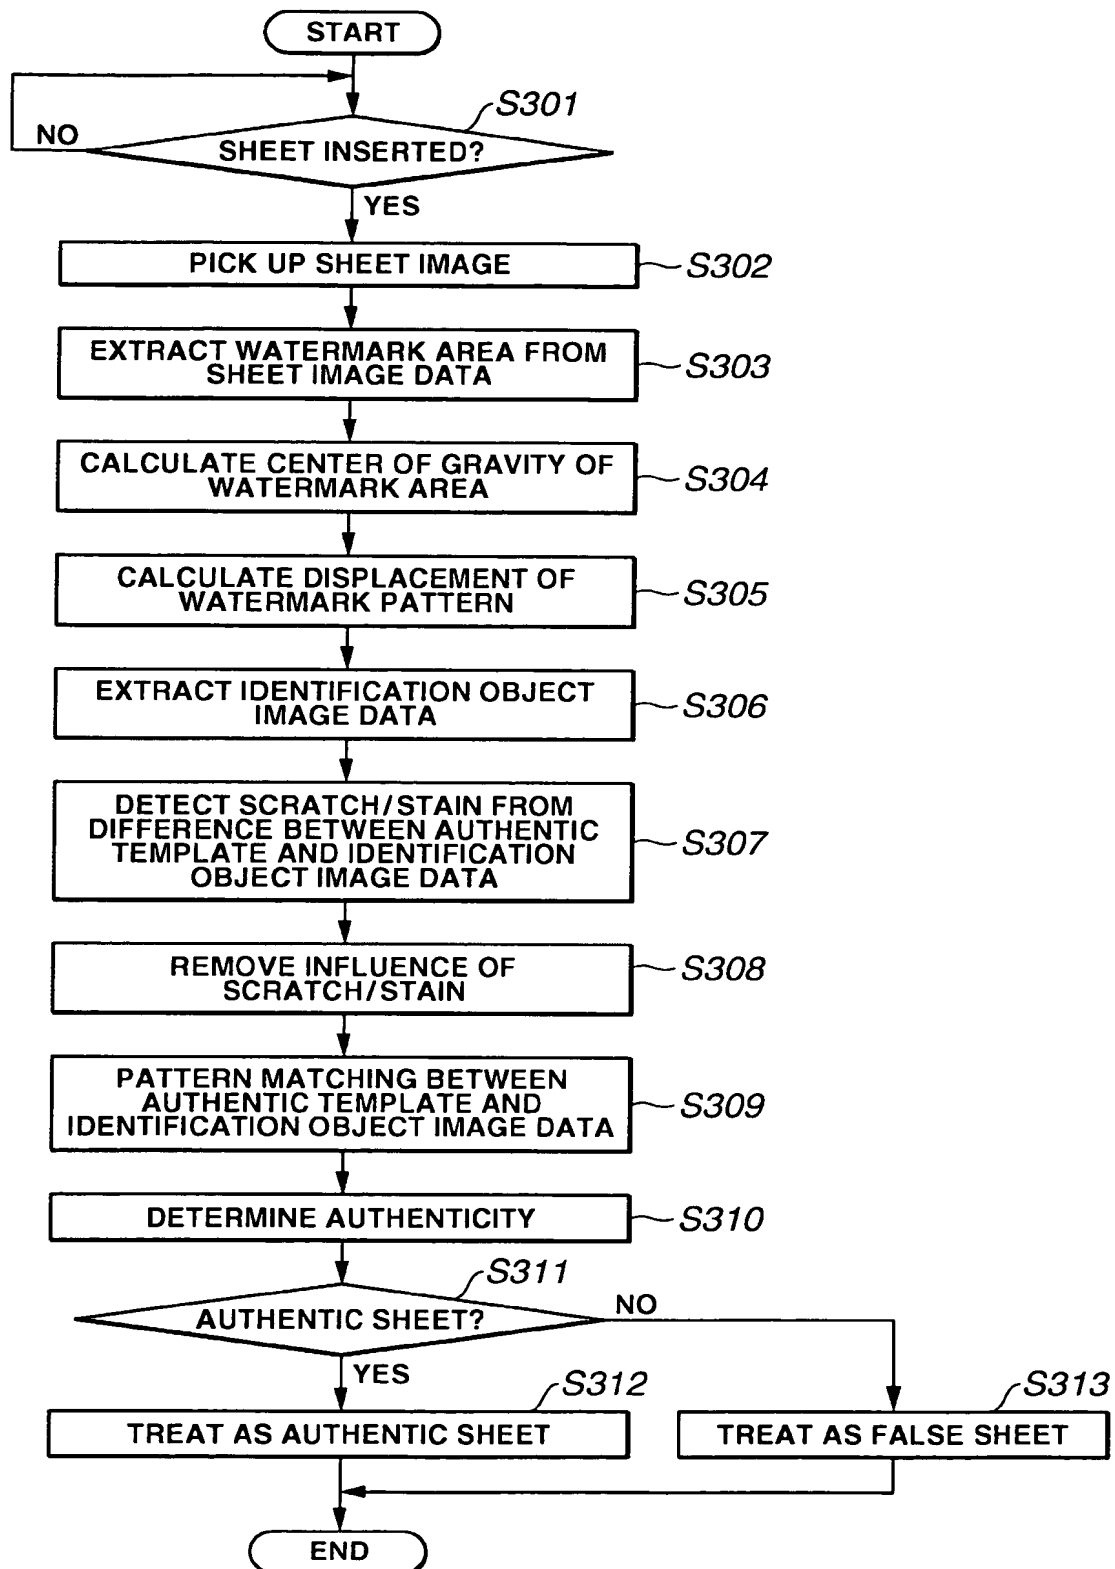 START
S301
NO
SHEET INSERTED?
YES
PICK UP SHEET IMAGE
S302
EXTRACT WATERMARK AREA FROM
SHEET IMAGE DATA
S303
CALCULATE CENTER OF GRAVITY OF
WATERMARK AREA
S304
CALCULATE DISPLACEMENT OF
WATERMARK PATTERN
S305
EXTRACT IDENTIFICATION OBJECT
IMAGE DATA
S306
DETECT SCRATCH/STAIN FROM
DIFFERENCE BETWEEN AUTHENTIC
TEMPLATE AND IDENTIFICATION
OBJECT IMAGE DATA
S307
REMOVE INFLUENCE OF
SCRATCH/STAIN
S308
PATTERN MATCHING BETWEEN
AUTHENTIC TEMPLATE AND
IDENTIFICATION OBJECT IMAGE DATA
S309
DETERMINE AUTHENTICITY
S310
S311
AUTHENTIC SHEET?
NO
YES
S312
S313
TREAT AS AUTHENTIC SHEET
TREAT AS FALSE SHEET
END